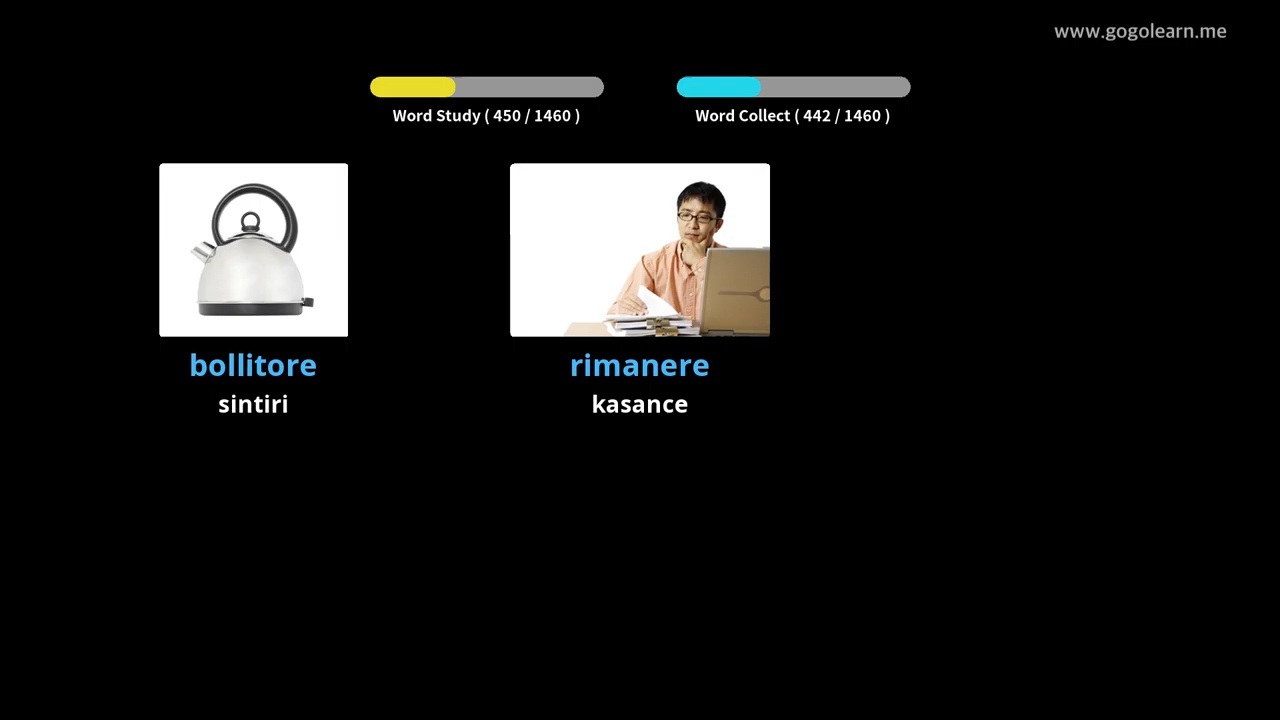 www.gogolearn.me
Word Study ( 450 / 1460 )
Word Collect ( 442 / 1460 )
bollitore
sintiri
rimanere
kasance